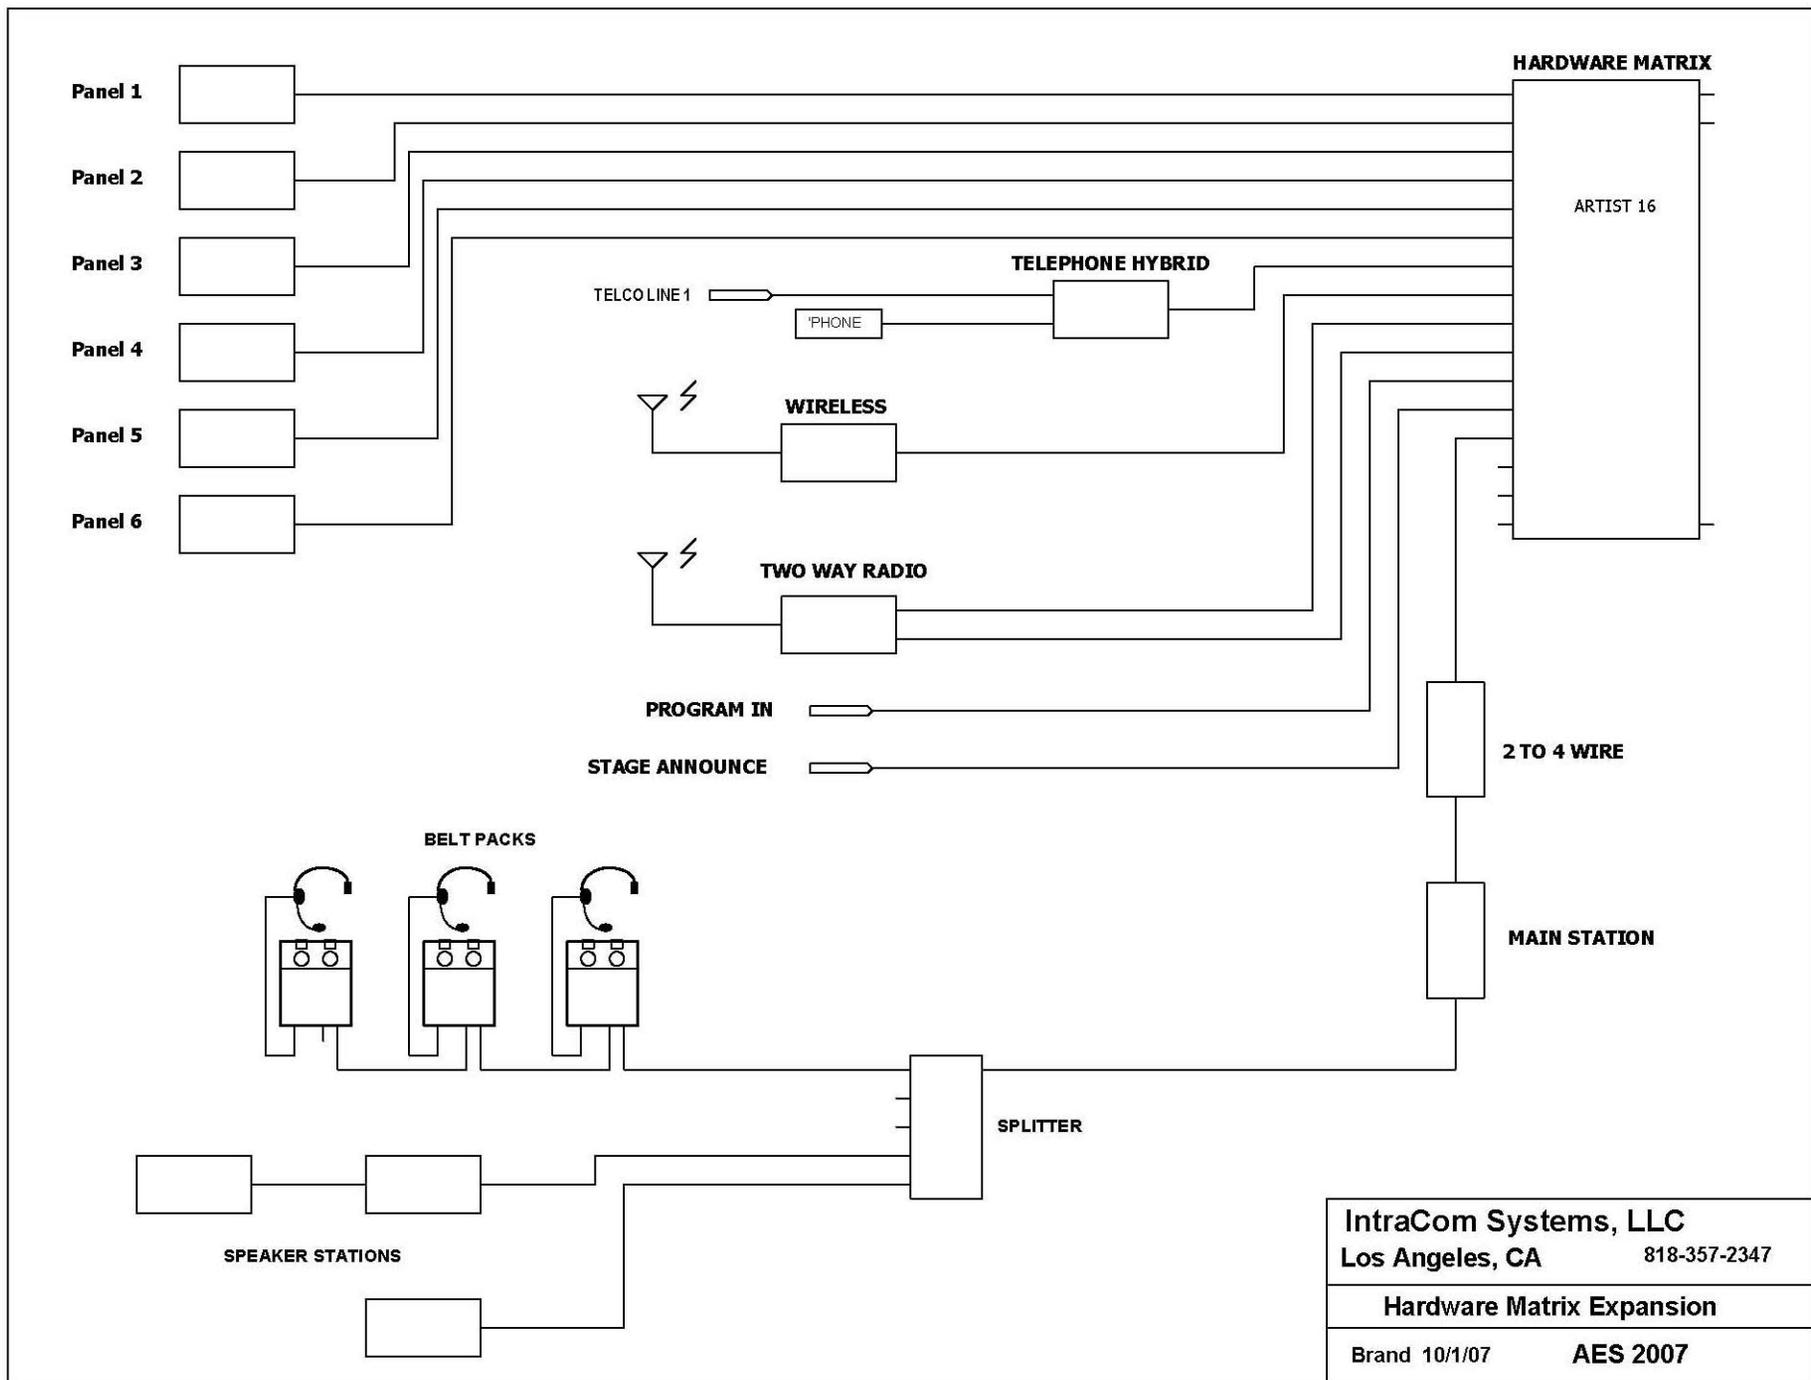 HARDWARE MATRIX
Panel 1
Panel 2
ARTIST 16
Panel 3
TELEPHONE HYBRID
TELCO LINE 1
'PHONE
Panel 4
WIRELESS
Panel 5
Panel 6
TWO WAY RADIO
PROGRAM IN
2 TO 4 WIRE
STAGE ANNOUNCE
BELT PACKS
MAIN STATION
SPLITTER
SPEAKER STATIONS
IntraCom Systems, LLC
Los Angeles, CA 818-357-2347
Hardware Matrix Expansion
Brand 10/1/07 AES 2007